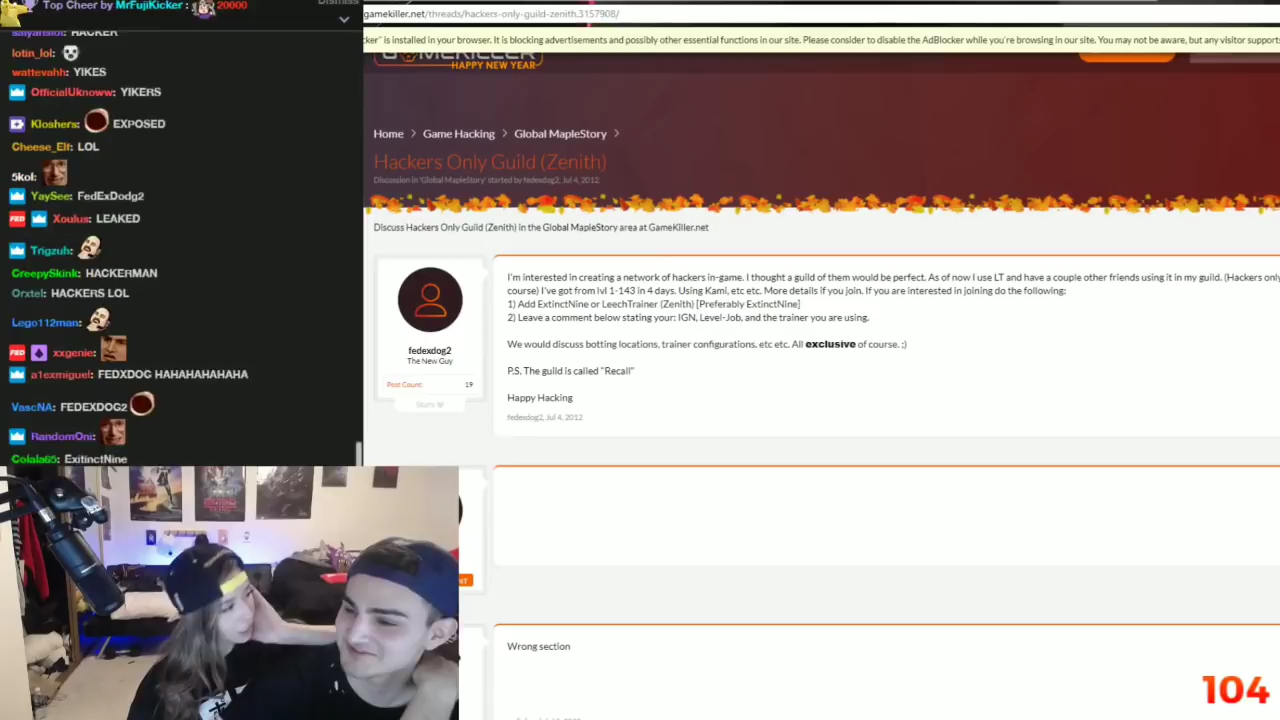 Top Cheer by MrFujiKicker : 20000
HACKER
lotin_lol:
wattevahh: YIKES
OfficialUknoww: YIKERS
Kloshers: EXPOSED
Cheese_Elf: LOL
5kol:
YaySee: FedExDodg2
Xoulus: LEAKED
Trigzuh:
CreepySkink: HACKERMAN
Orxtel: HACKERS LOL
Lego112man:
xxgenie:
a1exmiguel: FEDXDOG HAHAHAHAHAHA
VascNA: FEDEXDOG2
RandomOni:
Colala65: ExitinctNine
gamekiller.net/threads/hackers-only-guild-zenith.3157908/
cker" is installed in your browser. It is blocking advertisements and possibly other essential functions in our site. Please consider to disable the AdBlocker while you're browsing in our site. You may not be aware, but any visitor supports
GAMEKILLER
HAPPY NEW YEAR
Home > Game Hacking > Global MapleStory >
Hackers Only Guild (Zenith)
Discussion in 'Global MapleStory' started by fedexdog2, Jul 4, 2012.
Discuss Hackers Only Guild (Zenith) in the Global MapleStory area at GameKiller.net
fedexdog2
The New Guy
Post Count: 19
Stats
I'm interested in creating a network of hackers in-game. I thought a guild of them would be perfect. As of now I use LT and have a couple other friends using it in my guild. (Hackers only
course) I've got from lvl 1-143 in 4 days. Using Kami, etc etc. More details if you join. If you are interested in joining do the following:
1) Add ExtinctNine or LeechTrainer (Zenith) [Preferably ExtinctNine]
2) Leave a comment below stating your: IGN, Level-Job, and the trainer you are using.
We would discuss botting locations, trainer configurations, etc etc. All exclusive of course. ;)
P.S. The guild is called "Recall"
Happy Hacking
fedexdog2, Jul 4, 2012
Wrong section
104